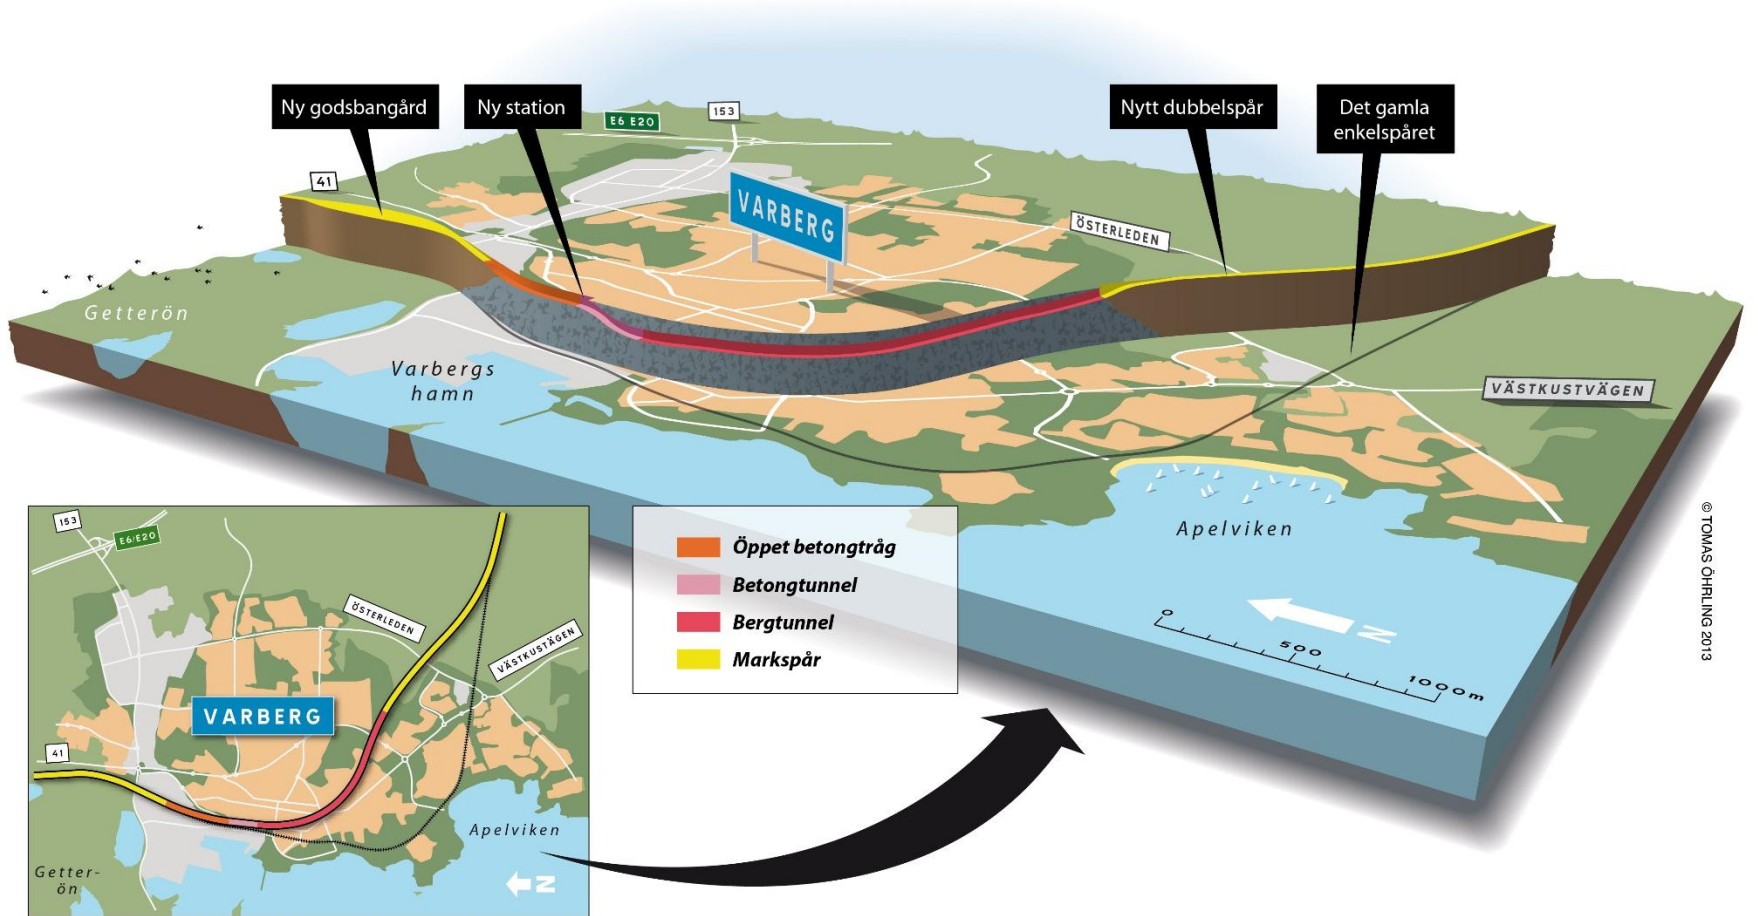 Ny godsbangård
Ny station
Nytt dubbelspår
Det gamla
enkelspåret
E6 E20
153
41
VARBERG
ÖSTERLEDEN
VÄSTKUSTVÄGEN
Getterön
Varbergs
hamn
Apelviken
N
0
500
1000m
© TOMAS ÖHRLING 2013
Öppet betongtråg
Betongtunnel
Bergtunnel
Markspår
153
E6/E20
ÖSTERLEDEN
VÄSTKUSTÄGEN
VARBERG
41
Apelviken
Getter-
ön
N